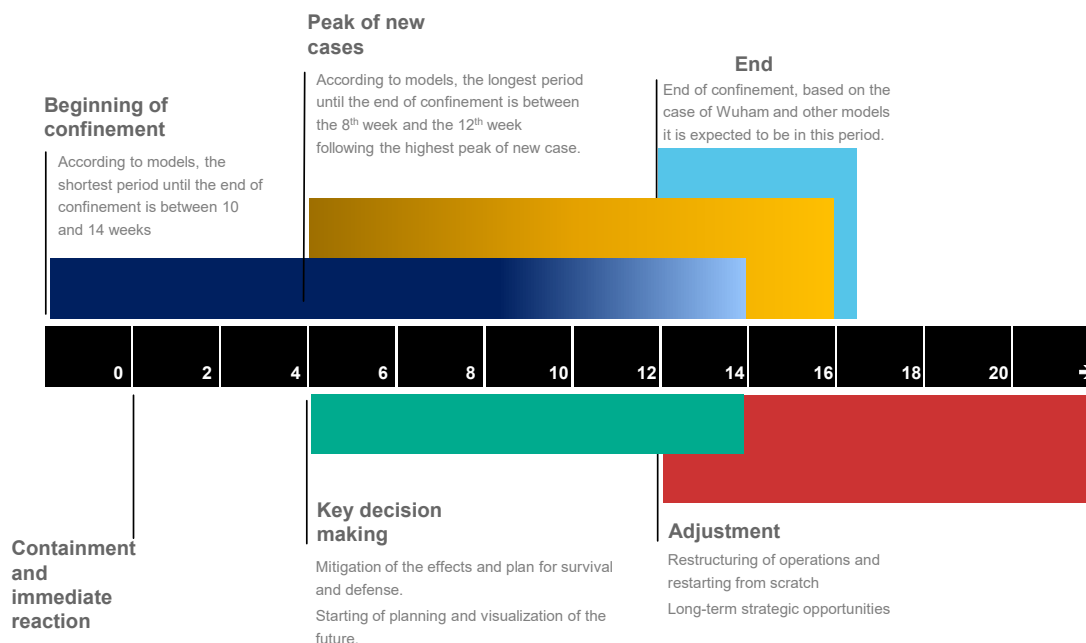 Peak of new
cases
According to models, the longest period
until the end of confinement is between
the 8th week and the 12th week
following the highest peak of new case.
End
End of confinement, based on the
case of Wuham and other models
it is expected to be in this period.
Beginning of
confinement
According to models, the
shortest period until the end of
confinement is between 10
and 14 weeks
0 2 4 6 8 10 12 14 16 18 20 →
Containment
and
immediate
reaction
Key decision
making
Mitigation of the effects and plan for survival
and defense.
Starting of planning and visualization of the
future.
Adjustment
Restructuring of operations and
restarting from scratch
Long-term strategic opportunities